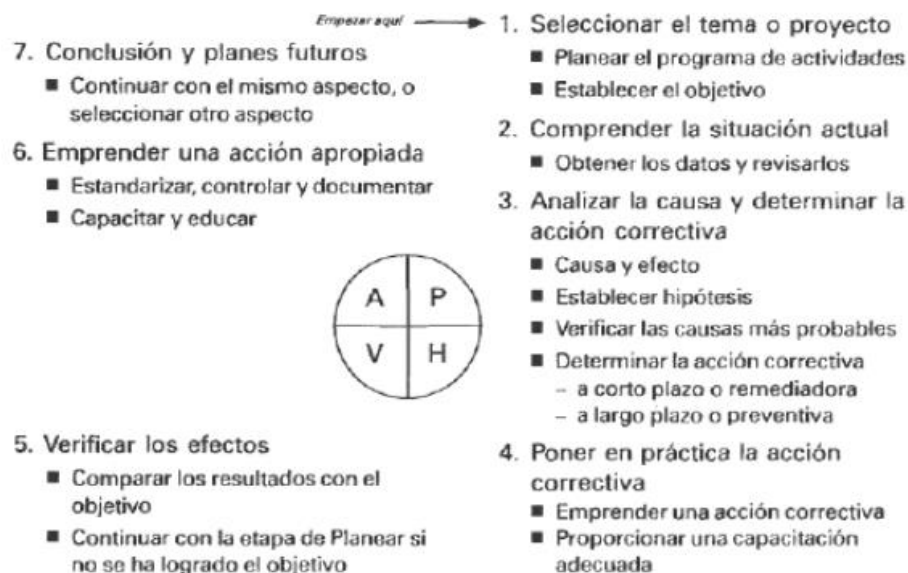 Empezar aquí
1. Seleccionar el tema o proyecto
■ Planear el programa de actividades
■ Establecer el objetivo
2. Comprender la situación actual
■ Obtener los datos y revisarlos
3. Analizar la causa y determinar la
acción correctiva
■ Causa y efecto
■ Establecer hipótesis
■ Verificar las causas más probables
■ Determinar la acción correctiva
– a corto plazo o remediadora
– a largo plazo o preventiva
4. Poner en práctica la acción
correctiva
■ Emprender una acción correctiva
■ Proporcionar una capacitación
adecuada
5. Verificar los efectos
■ Comparar los resultados con el
objetivo
■ Continuar con la etapa de Planear si
no se ha logrado el objetivo
6. Emprender una acción apropiada
■ Estandarizar, controlar y documentar
■ Capacitar y educar
7. Conclusión y planes futuros
■ Continuar con el mismo aspecto, o
seleccionar otro aspecto
A P
V H